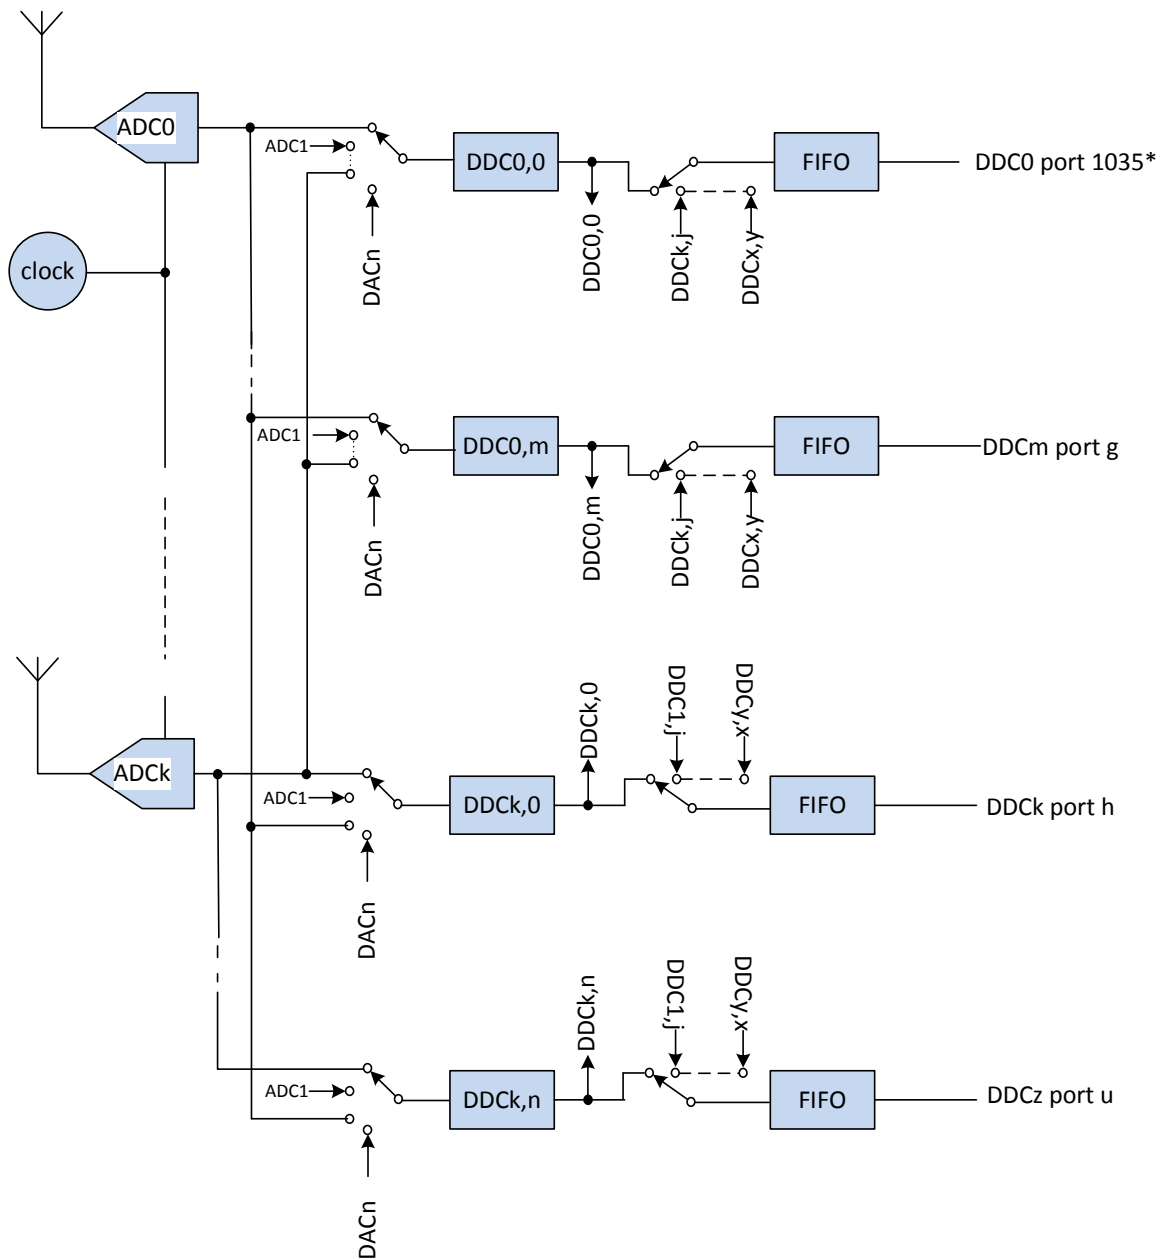 ADC0
ADC1
DACn
DDC0,0
DDC0,0
DDCk,j
DDCx,y
FIFO
DDC0 port 1035*
clock
ADC1
DACn
DDC0,m
DDC0,m
DDCk,j
DDCx,y
FIFO
DDCm port g
ADCk
ADC1
DACn
DDCk,0
DDCk,0
DDC1,j
DDCy,x
FIFO
DDCk port h
ADC1
DACn
DDCk,n
DDCk,n
DDC1,j
DDCy,x
FIFO
DDCz port u